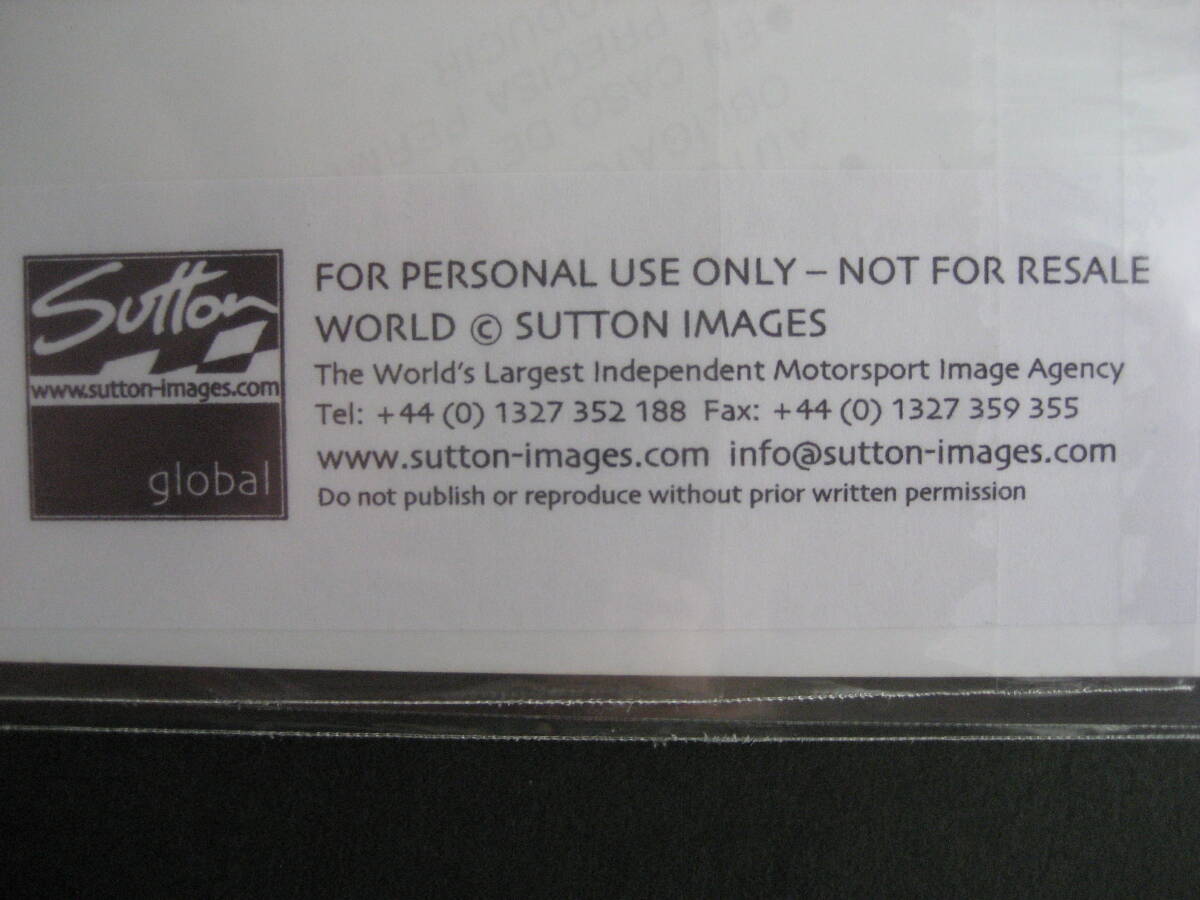 Sutton
www.sutton-images.com
global
FOR PERSONAL USE ONLY – NOT FOR RESALE
WORLD © SUTTON IMAGES
The World's Largest Independent Motorsport Image Agency
Tel: +44 (0) 1327 352 188 Fax: +44 (0) 1327 359 355
www.sutton-images.com info@sutton-images.com
Do not publish or reproduce without prior written permission